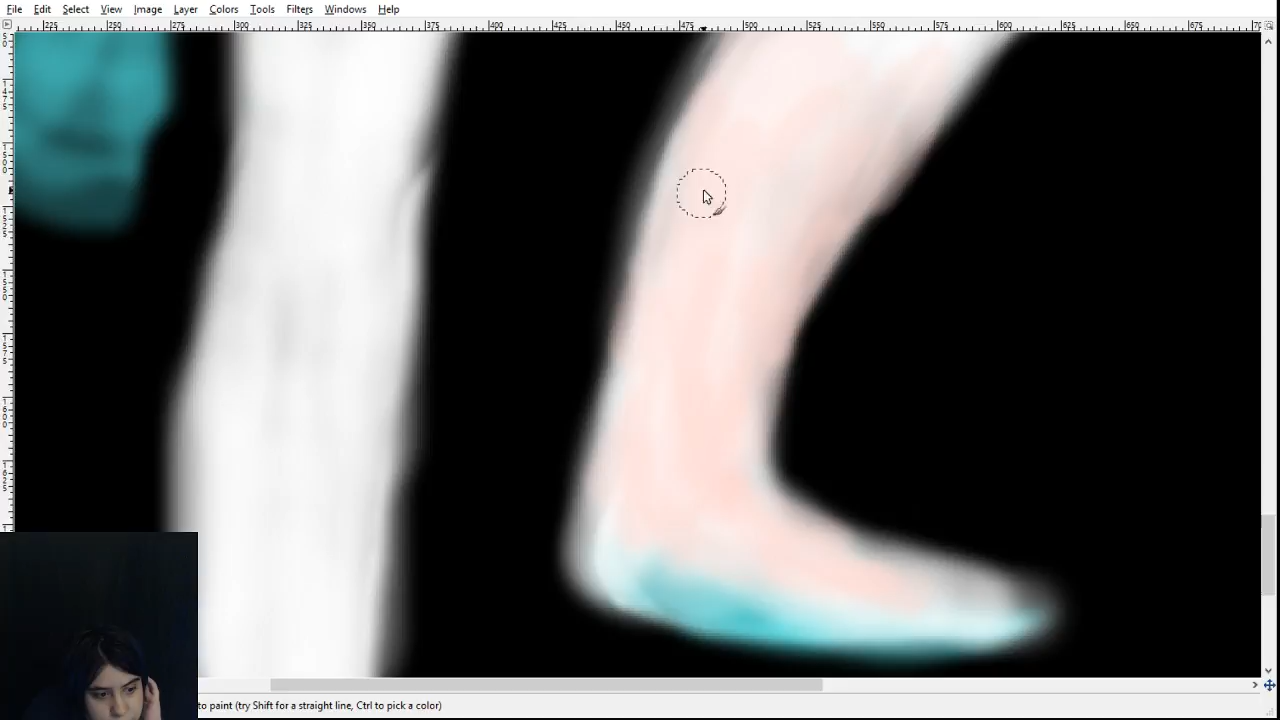 File Edit Select View Image Layer Colors Tools Filters Windows Help
225 250 275 300 325 350 375 400 425 450 475 500 525 550 575 600 625 650 675
to paint (try Shift for a straight line, Ctrl to pick a color)